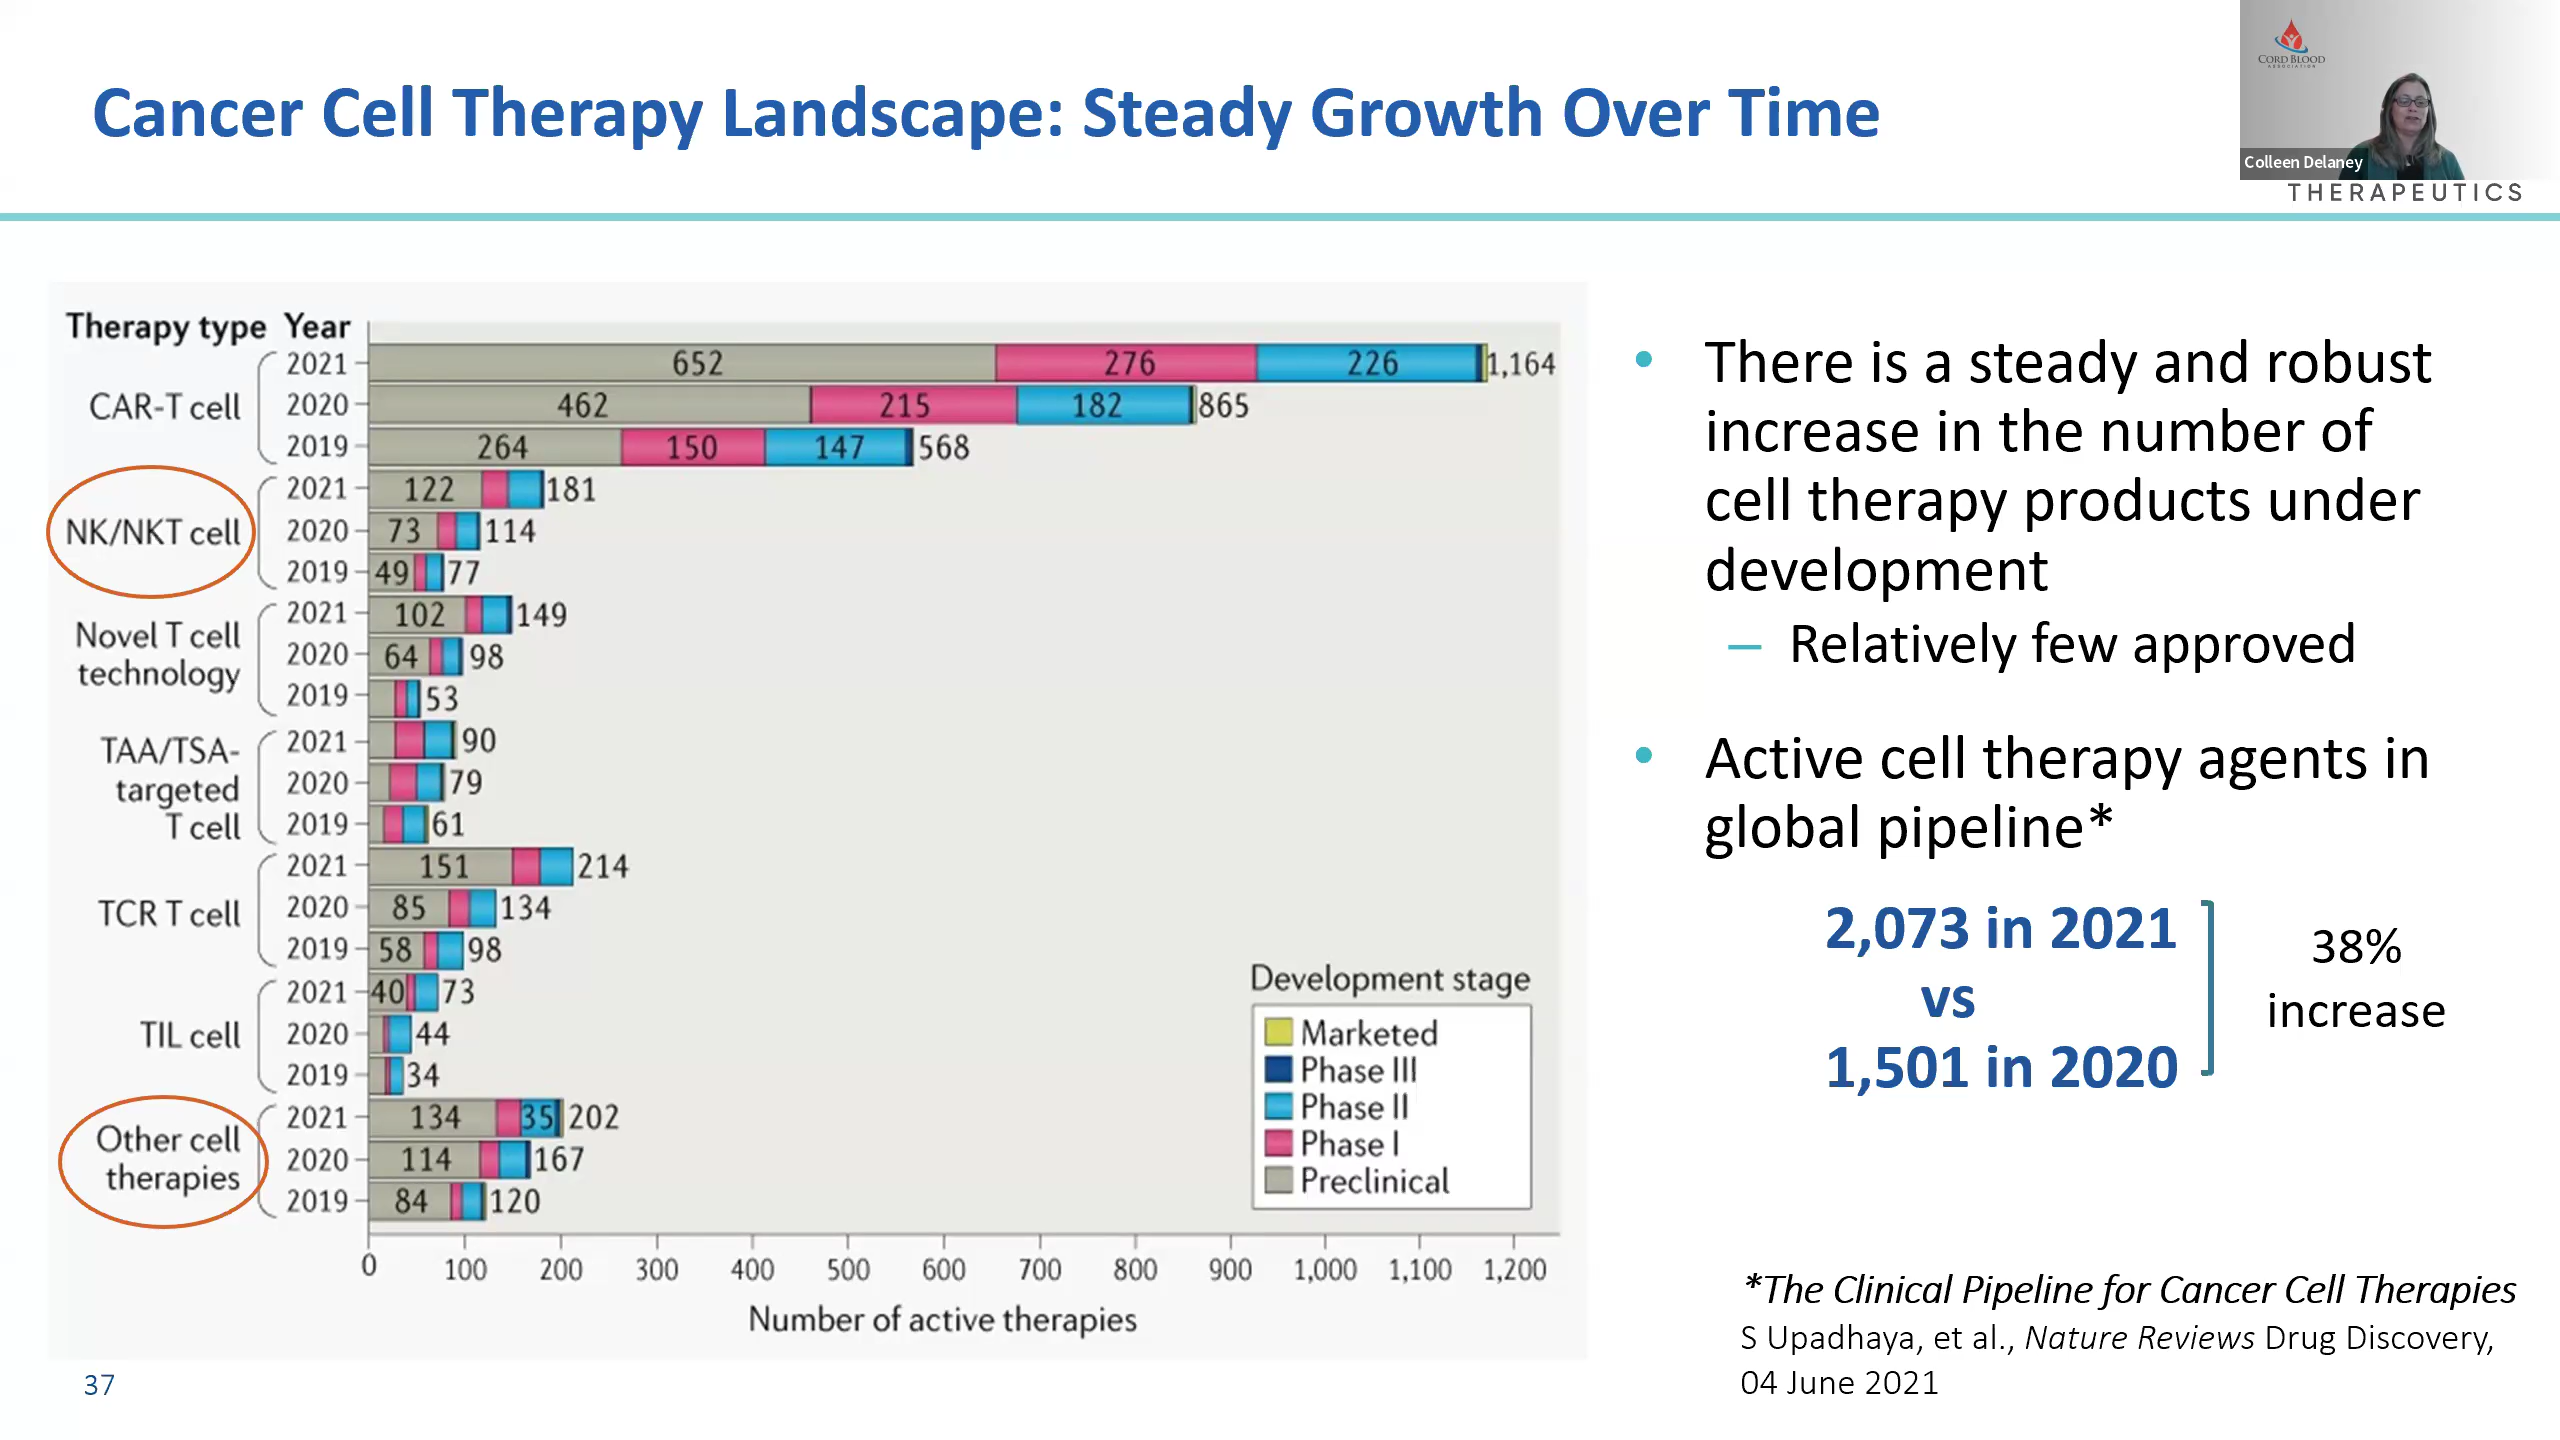 Cancer Cell Therapy Landscape: Steady Growth Over Time
CORD BLOOD
ASSOCIATION
Colleen Delaney
THERAPEUTICS
Therapy type Year
2021 652 276 226 1,164
CAR-T cell 2020 462 215 182 865
2019 264 150 147 568
2021 122 181
NK/NKT cell 2020 73 114
2019 49 77
2021 102 149
Novel T cell
technology
2020 64 98
2019 53
2021 90
TAA/TSA-
targeted
T cell
2020 79
2019 61
2021 151 214
TCR T cell 2020 85 134
2019 58 98
2021 40 73
TIL cell 2020 44
2019 34
2021 134 35 202
Other cell
therapies
2020 114 167
2019 84 120
Development stage
Marketed
Phase III
Phase II
Phase I
Preclinical
0 100 200 300 400 500 600 700 800 900 1,000 1,100 1,200
Number of active therapies
• There is a steady and robust
increase in the number of
cell therapy products under
development
– Relatively few approved
• Active cell therapy agents in
global pipeline*
2,073 in 2021
vs
1,501 in 2020
38%
increase
*The Clinical Pipeline for Cancer Cell Therapies
S Upadhaya, et al., Nature Reviews Drug Discovery,
04 June 2021
37